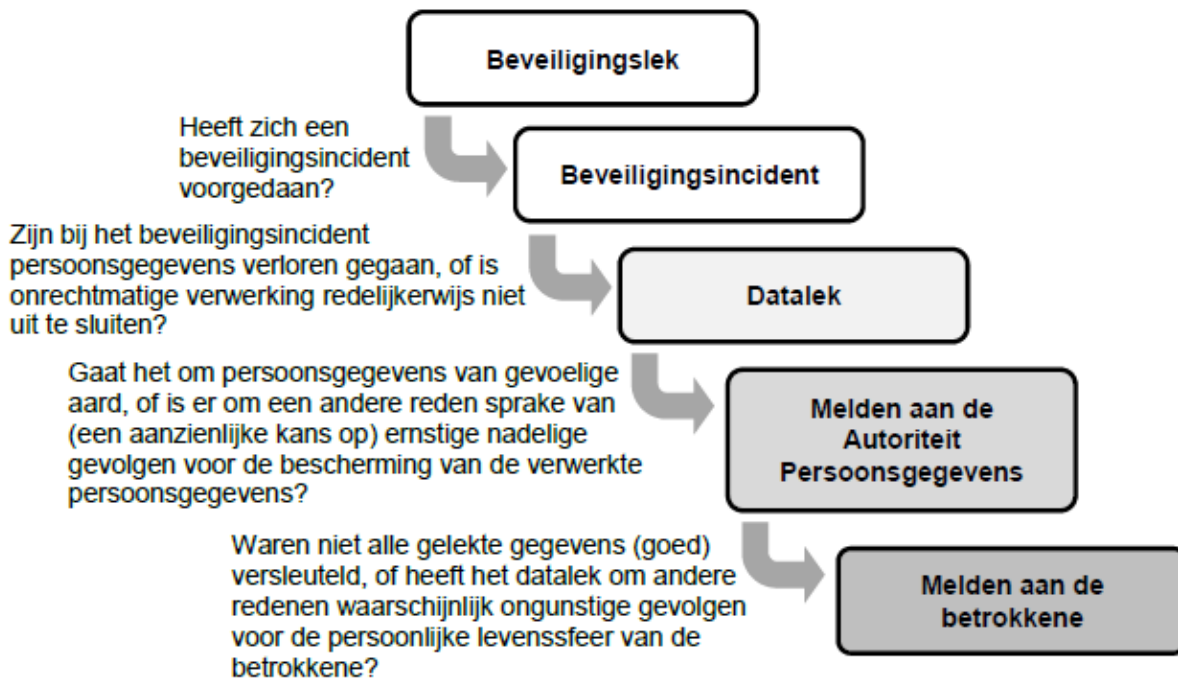 Beveiligingslek
Heeft zich een
beveiligingsincident
voorgedaan?
Beveiligingsincident
Zijn bij het beveiligingsincident
persoonsgegevens verloren gegaan, of is
onrechtmatige verwerking redelijkerwijs niet
uit te sluiten?
Datalek
Gaat het om persoonsgegevens van gevoelige
aard, of is er om een andere reden sprake van
(een aanzienlijke kans op) ernstige nadelige
gevolgen voor de bescherming van de verwerkte
persoonsgegevens?
Melden aan de
Autoriteit
Persoonsgegevens
Waren niet alle gelekte gegevens (goed)
versleuteld, of heeft het datalek om andere
redenen waarschijnlijk ongunstige gevolgen
voor de persoonlijke levenssfeer van de
betrokkene?
Melden aan de
betrokkene